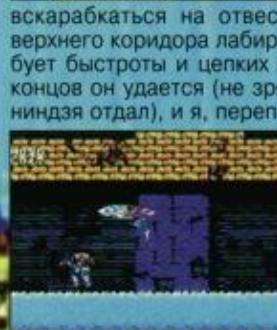 вскарабкаться на отвес
верхнего коридора лабир
бует быстроты и цепких
концов он удается (не зр
ниндзя отдал), и я, переп